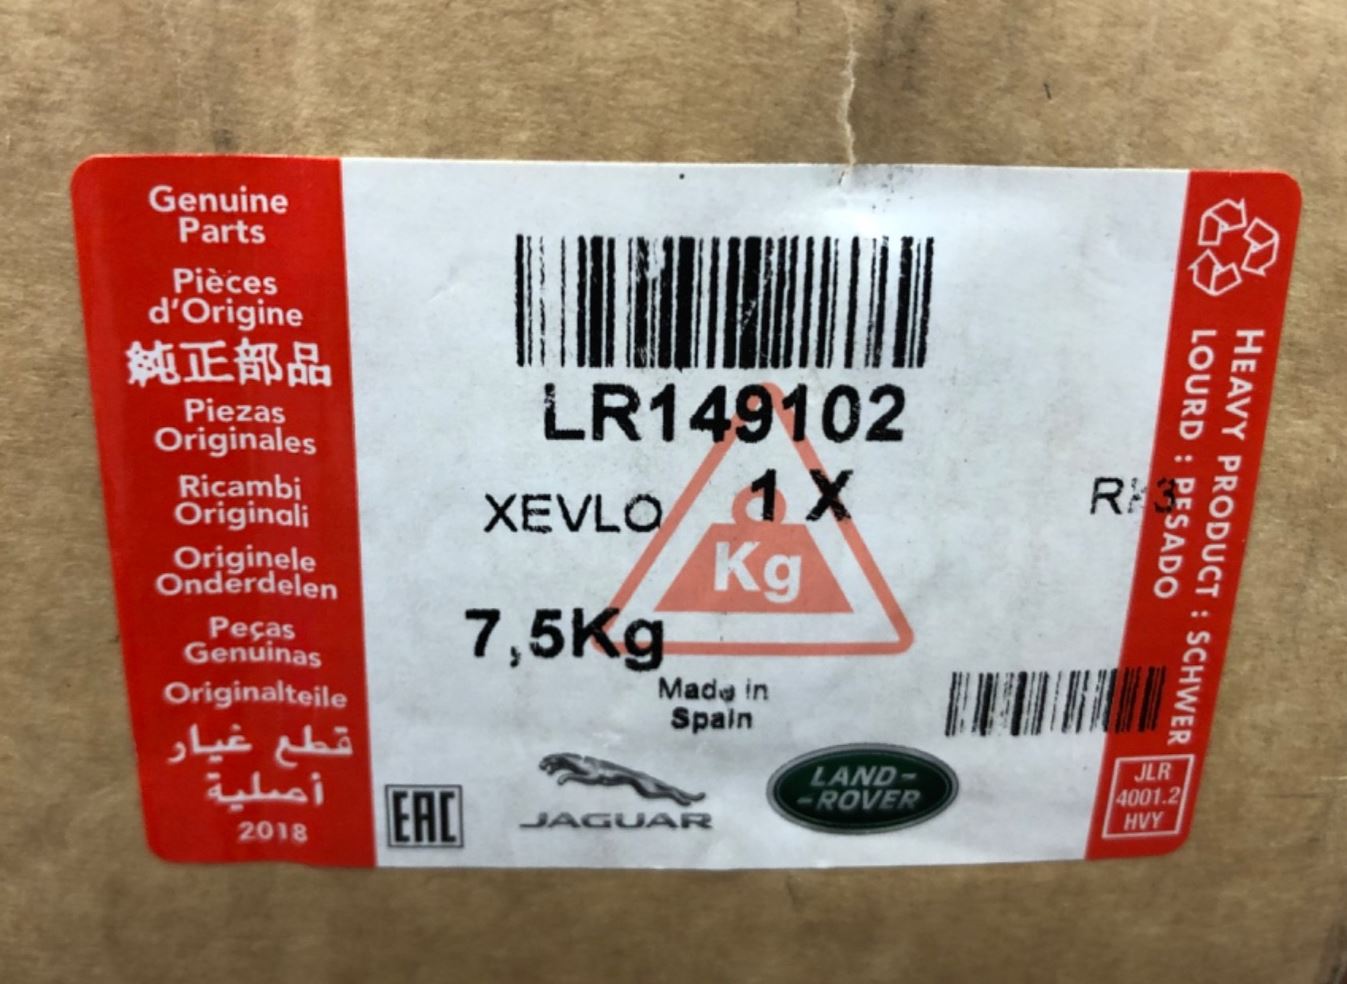 Genuine
Parts
Pièces
d'Origine
純正部品
Piezas
Originales
Ricambi
Originali
Originele
Onderdelen
Peças
Genuinas
Originalteile
قطع غيار
أصلية
2018
LR149102
XEVLO 1 X
Kg
7,5Kg
Made in
Spain
EAC
JAGUAR
LAND-
-ROVER
HEAVY PRODUCT : SCHWER
LOURD : PESADO
JLR
4001.2
HVY